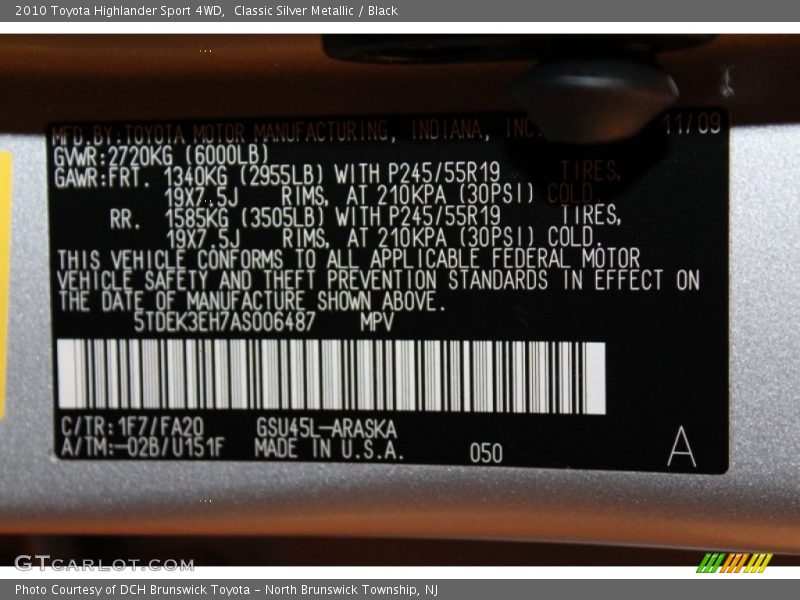 2010 Toyota Highlander Sport 4WD,  Classic Silver Metallic / Black
MFD.BY:TOYOTA MOTOR MANUFACTURING, INDIANA, INC. 11/09
GVWR:2720KG (6000LB)
GAWR:FRT. 1340KG (2955LB) WITH P245/55R19 TIRES,
19X7.5J RIMS, AT 210KPA (30PSI) COLD.
RR. 1585KG (3505LB) WITH P245/55R19 TIRES,
19X7.5J RIMS, AT 210KPA (30PSI) COLD.
THIS VEHICLE CONFORMS TO ALL APPLICABLE FEDERAL MOTOR
VEHICLE SAFETY AND THEFT PREVENTION STANDARDS IN EFFECT ON
THE DATE OF MANUFACTURE SHOWN ABOVE.
5TDEK3EH7AS006487 MPV
C/TR:1F7/FA20 GSU45L-ARASKA
A/TM:-02B/U151F MADE IN U.S.A. 050 A
GTCARLOT.COM
Photo Courtesy of DCH Brunswick Toyota - North Brunswick Township, NJ